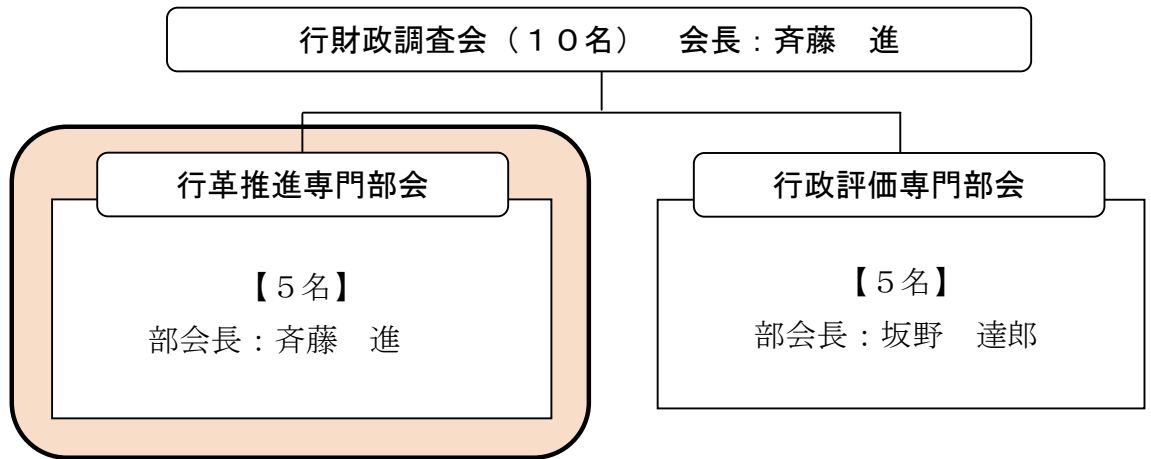 行財政調査会（１０名）　会長：斉藤　進
行革推進専門部会
【５名】
部会長：斉藤　進
行政評価専門部会
【５名】
部会長：坂野　達郎